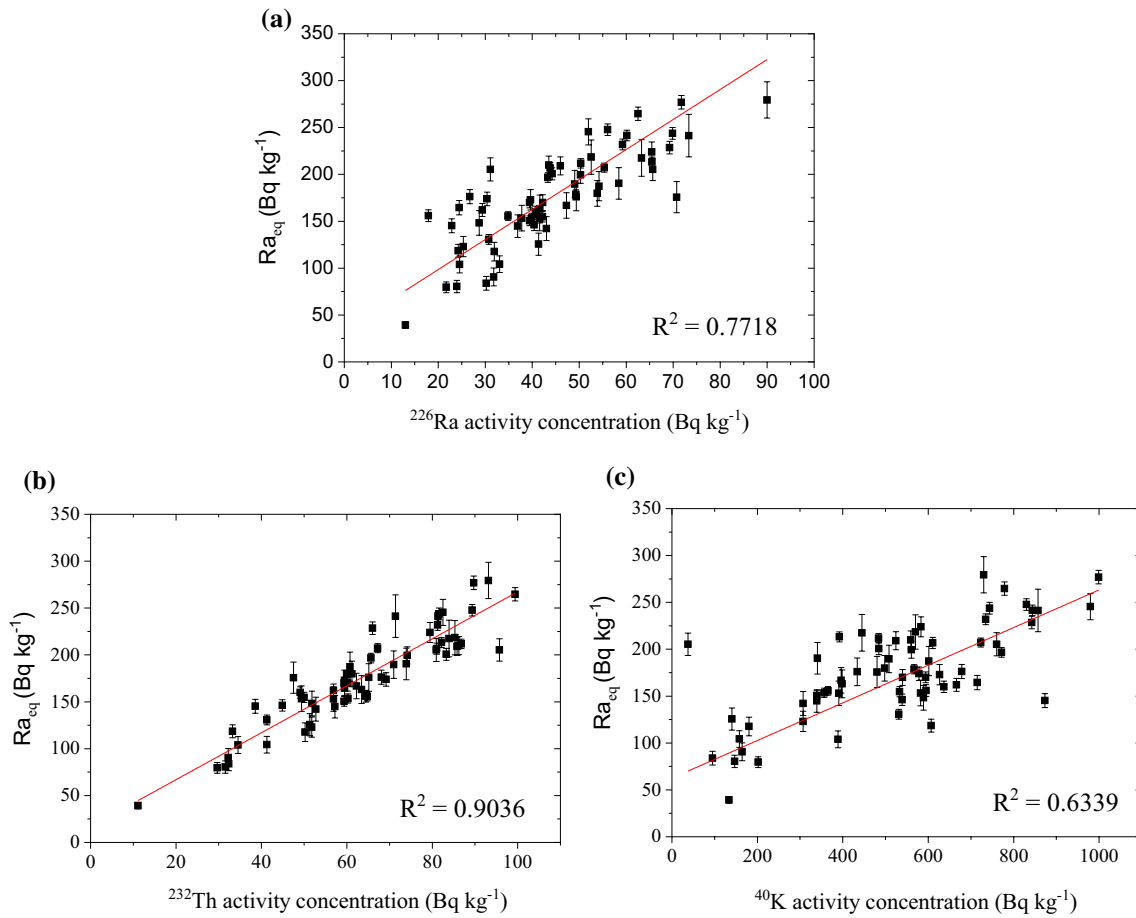 (a)
350
300
250
200
150
100
50
0
Ra_eq (Bq kg⁻¹)
R² = 0.7718
0 10 20 30 40 50 60 70 80 90 100
²²⁶Ra activity concentration (Bq kg⁻¹)
(b)
350
300
250
200
150
100
50
0
Ra_eq (Bq kg⁻¹)
R² = 0.9036
0 20 40 60 80 100
²³²Th activity concentration (Bq kg⁻¹)
(c)
350
300
250
200
150
100
50
0
Ra_eq (Bq kg⁻¹)
R² = 0.6339
0 200 400 600 800 1000
⁴⁰K activity concentration (Bq kg⁻¹)